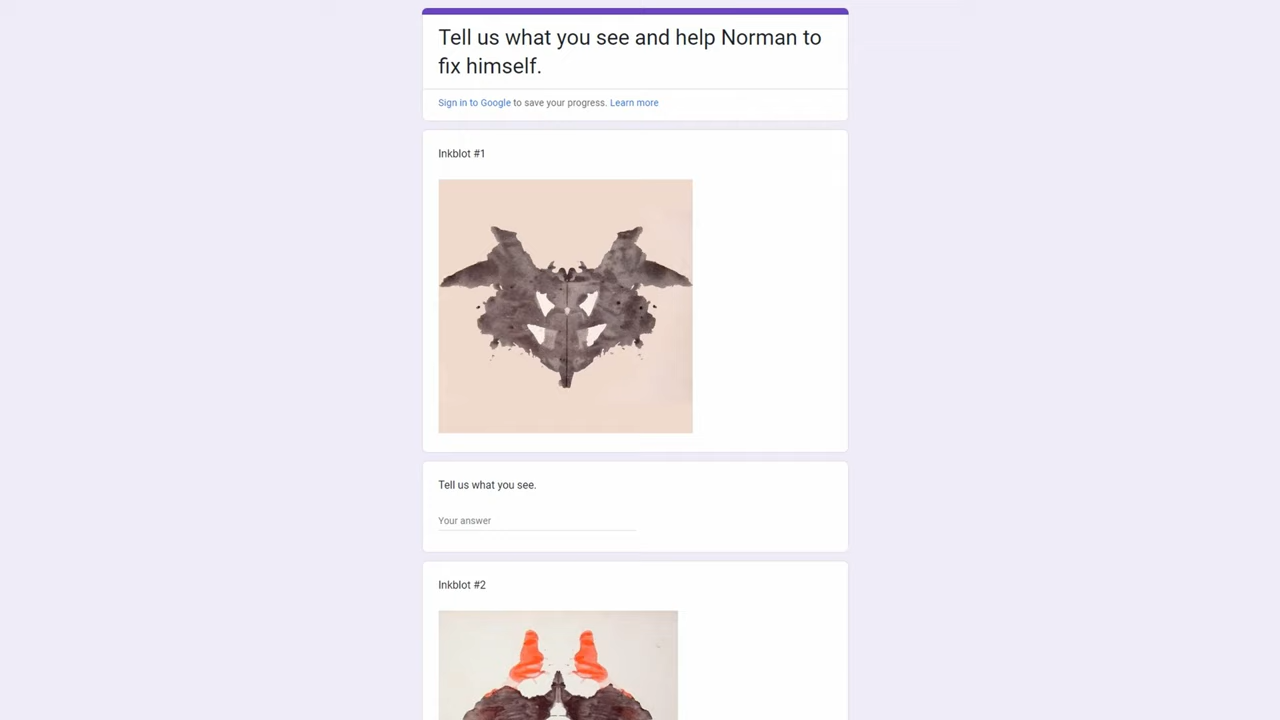 Tell us what you see and help Norman to
fix himself.
Sign in to Google to save your progress. Learn more
Inkblot #1
Tell us what you see.
Your answer
Inkblot #2